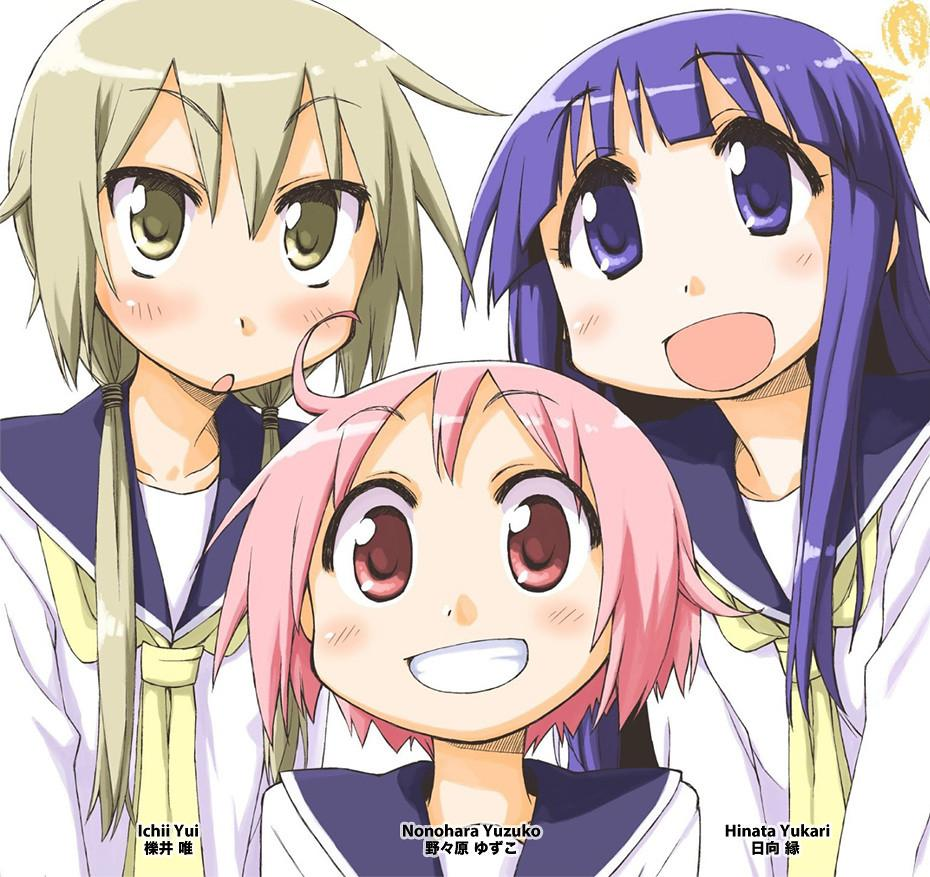 Ichii Yui
櫟井 唯
Nonohara Yuzuko
野々原 ゆずこ
Hinata Yukari
日向 縁